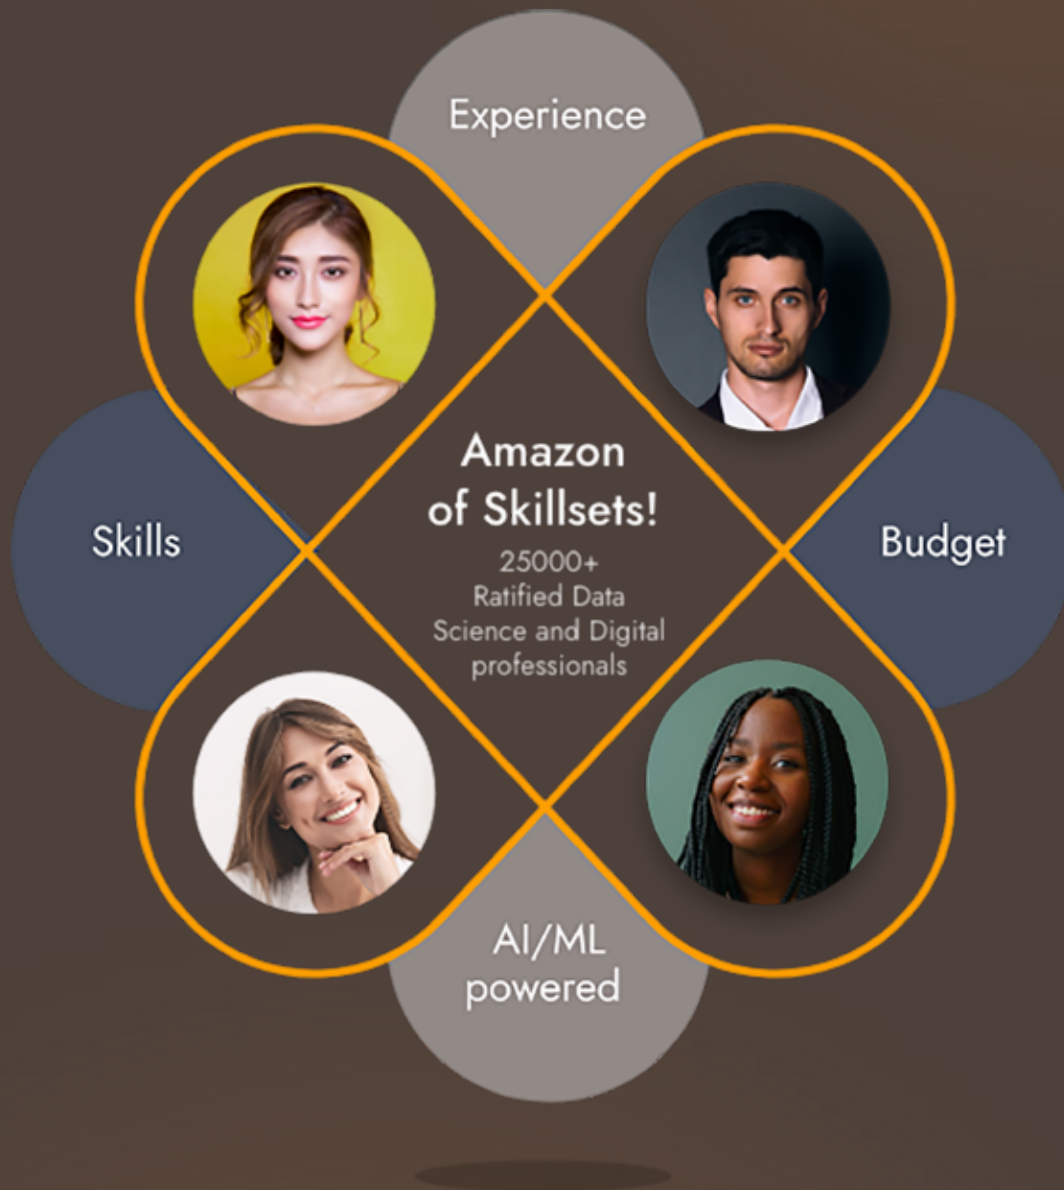 Experience
Amazon
of Skillsets!
Skills
Budget
25000+
Ratified Data
Science and Digital
professionals
AI/ML
powered